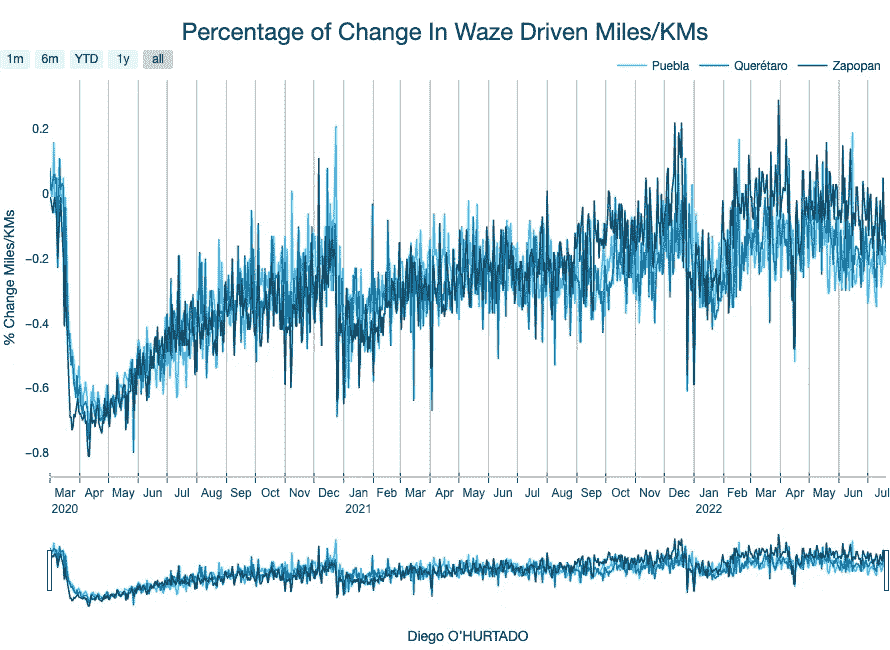 Percentage of Change In Waze Driven Miles/KMs
1m 6m YTD 1y all
Puebla Querétaro Zapopan
% Change Miles/KMs
0.2
0
−0.2
−0.4
−0.6
−0.8
Mar Apr May Jun Jul Aug Sep Oct Nov Dec Jan Feb Mar Apr May Jun Jul Aug Sep Oct Nov Dec Jan Feb Mar Apr May Jun Jul
2020 2021 2022
Diego O'HURTADO